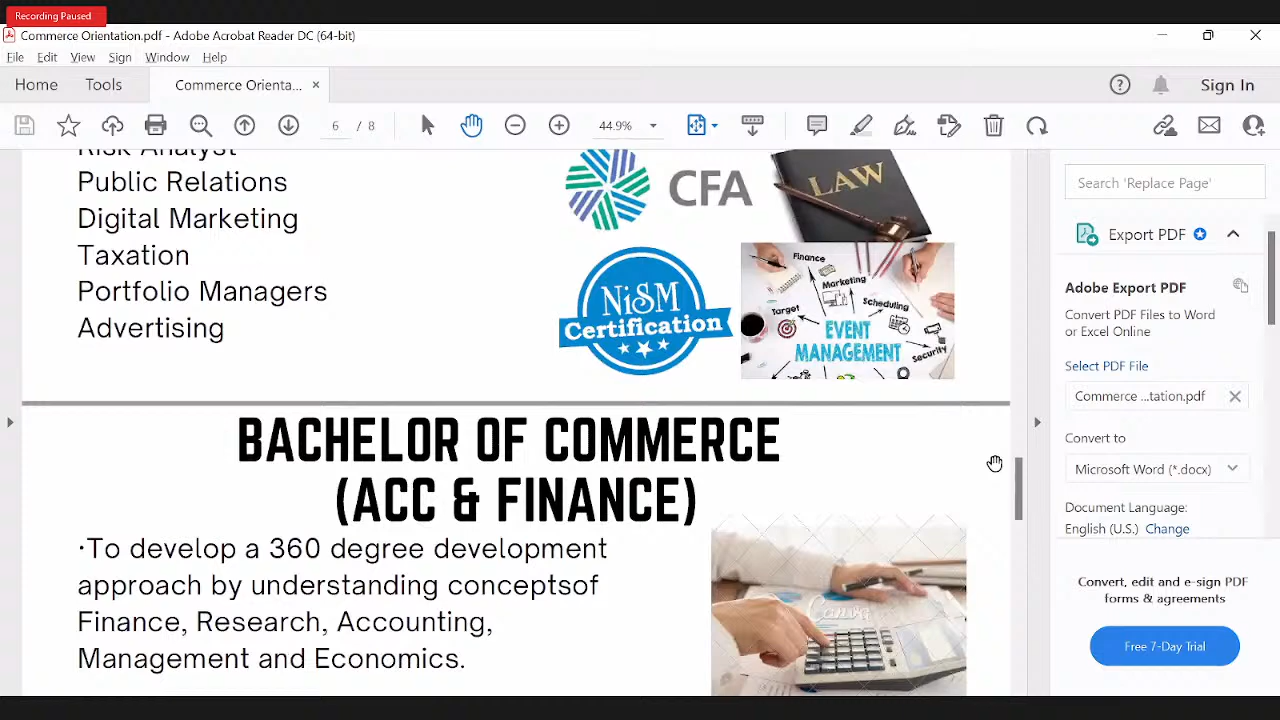 Recording Paused
Commerce Orientation.pdf - Adobe Acrobat Reader DC (64-bit)
File Edit View Sign Window Help
Home Tools Commerce Orienta... × Sign In
6 / 8 44.9%
Risk Analyst
Public Relations
Digital Marketing
Taxation
Portfolio Managers
Advertising
CFA
LAW
NiSM
Certification
Finance
Marketing
Scheduling
Target
EVENT
MANAGEMENT
Security
BACHELOR OF COMMERCE
(ACC & FINANCE)
·To develop a 360 degree development
approach by understanding conceptsof
Finance, Research, Accounting,
Management and Economics.
Search 'Replace Page'
Export PDF
Adobe Export PDF
Convert PDF Files to Word
or Excel Online
Select PDF File
Commerce ...tation.pdf
Convert to
Microsoft Word (*.docx)
Document Language:
English (U.S.) Change
Convert, edit and e-sign PDF
forms & agreements
Free 7-Day Trial